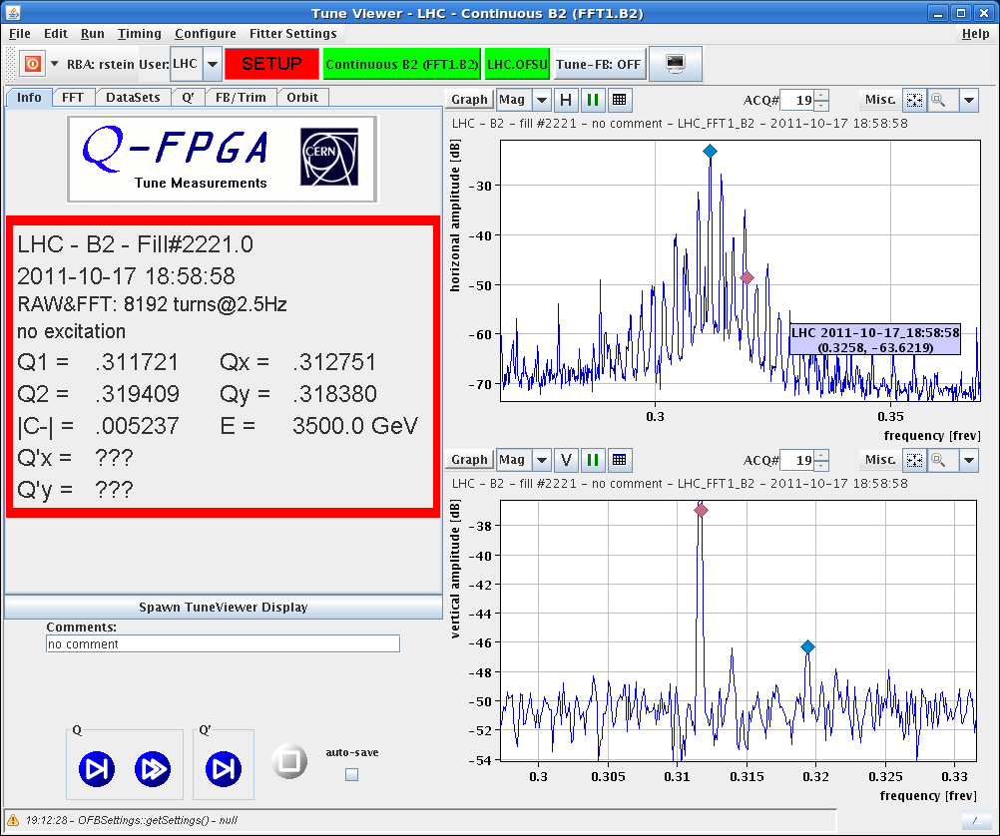 Tune Viewer - LHC - Continuous B2 (FFT1.B2)
File Edit Run Timing Configure Fitter Settings Help
RBA: rstein User: LHC SETUP Continuous B2 (FFT1.B2) LHC.OFSU Tune-FB: OFF
Info FFT DataSets Q' FB/Trim Orbit
Q-FPGA
Tune Measurements
CERN
LHC - B2 - Fill#2221.0
2011-10-17 18:58:58
RAW&FFT: 8192 turns@2.5Hz
no excitation
Q1 = .311721 Qx = .312751
Q2 = .319409 Qy = .318380
|C-| = .005237 E = 3500.0 GeV
Q'x = ???
Q'y = ???
Spawn TuneViewer Display
Comments:
no comment
Q
Q'
auto-save
Graph Mag H ACQ# 19 Misc.
LHC - B2 - fill #2221 - no comment - LHC_FFT1_B2 - 2011-10-17 18:58:58
horizonal amplitude [dB]
-30
-40
-50
-60
-70
LHC 2011-10-17_18:58:58
(0.3258, -63.6219)
0.3 0.35
frequency [frev]
Graph Mag V ACQ# 19 Misc.
LHC - B2 - fill #2221 - no comment - LHC_FFT1_B2 - 2011-10-17 18:58:58
vertical amplitude [dB]
-38
-40
-42
-44
-46
-48
-50
-52
-54
0.3 0.305 0.31 0.315 0.32 0.325 0.33
frequency [frev]
19:12:28 - OFBSettings::getSettings() - null